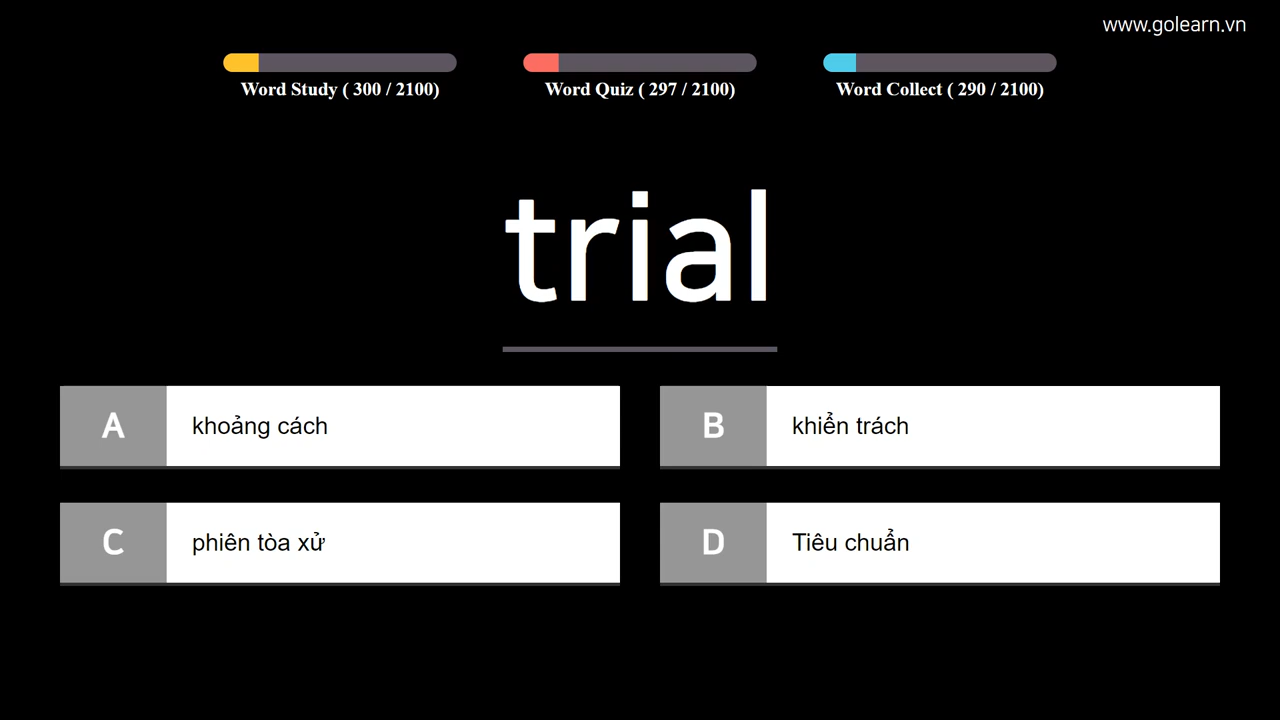 www.golearn.vn
Word Study ( 300 / 2100)
Word Quiz ( 297 / 2100)
Word Collect ( 290 / 2100)
trial
A khoảng cách
B khiển trách
C phiên tòa xử
D Tiêu chuẩn